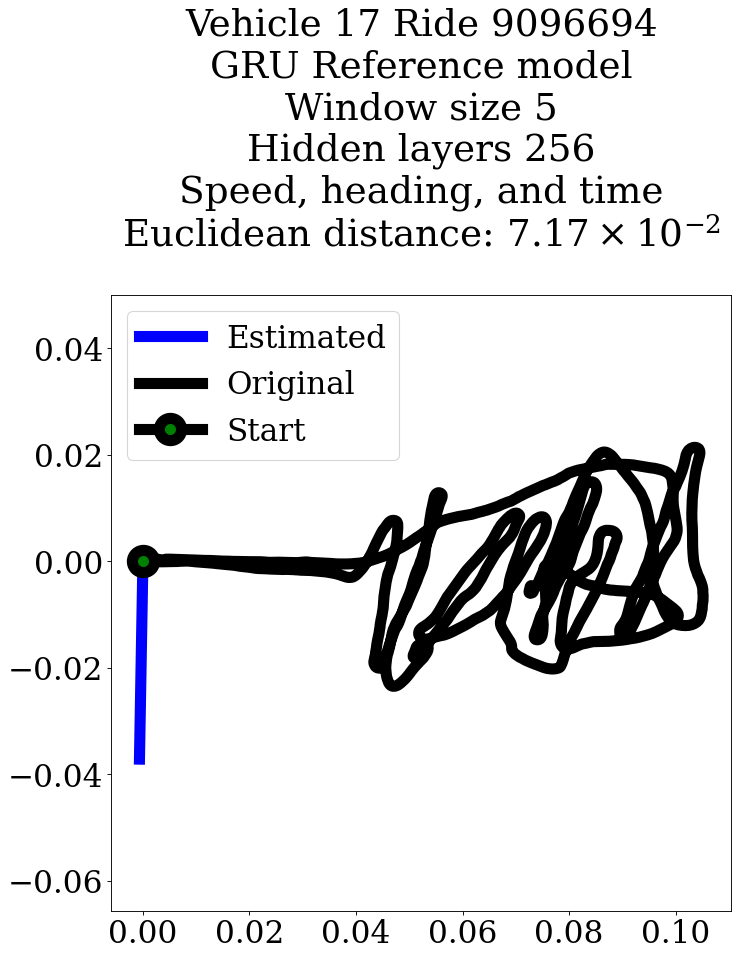 Vehicle 17 Ride 9096694
GRU Reference model
Window size 5
Hidden layers 256
Speed, heading, and time
Euclidean distance: 7.17 × 10⁻²
Estimated
Original
Start
0.04
0.02
0.00
−0.02
−0.04
−0.06
0.00 0.02 0.04 0.06 0.08 0.10